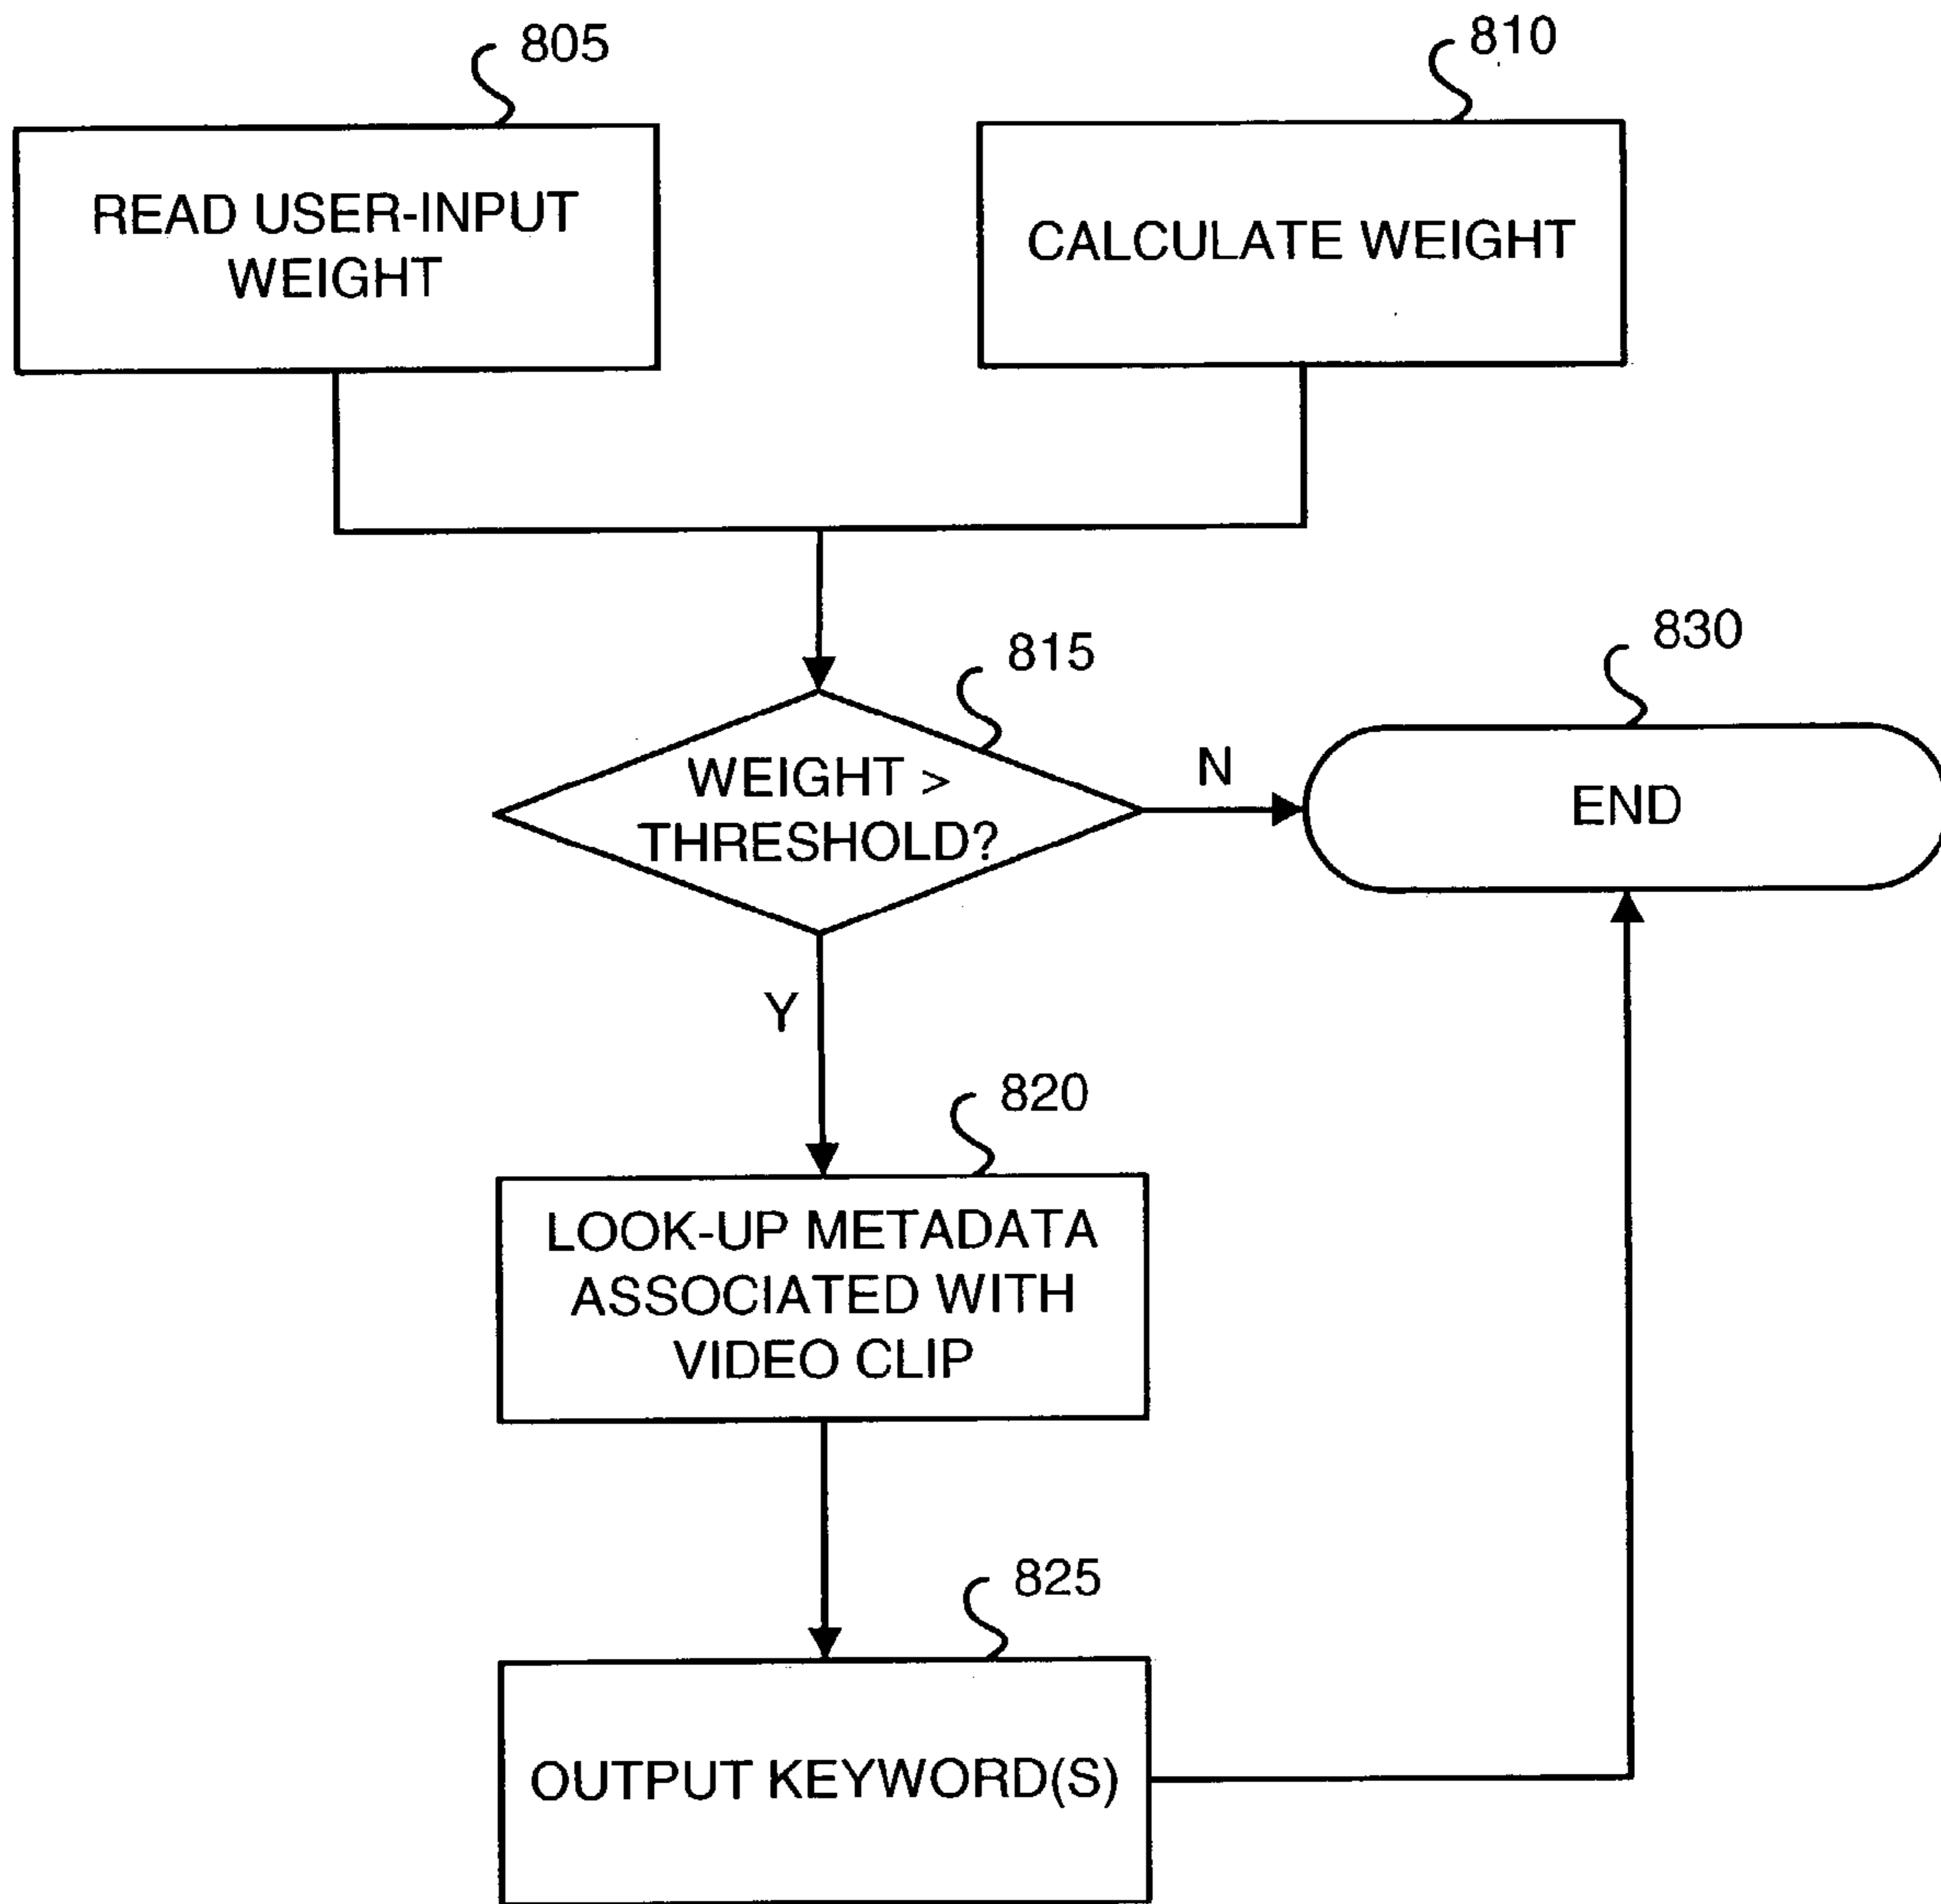 805
READ USER-INPUT
WEIGHT
810
CALCULATE WEIGHT
815
WEIGHT >
THRESHOLD?
N
830
END
Y
820
LOOK-UP METADATA
ASSOCIATED WITH
VIDEO CLIP
825
OUTPUT KEYWORD(S)